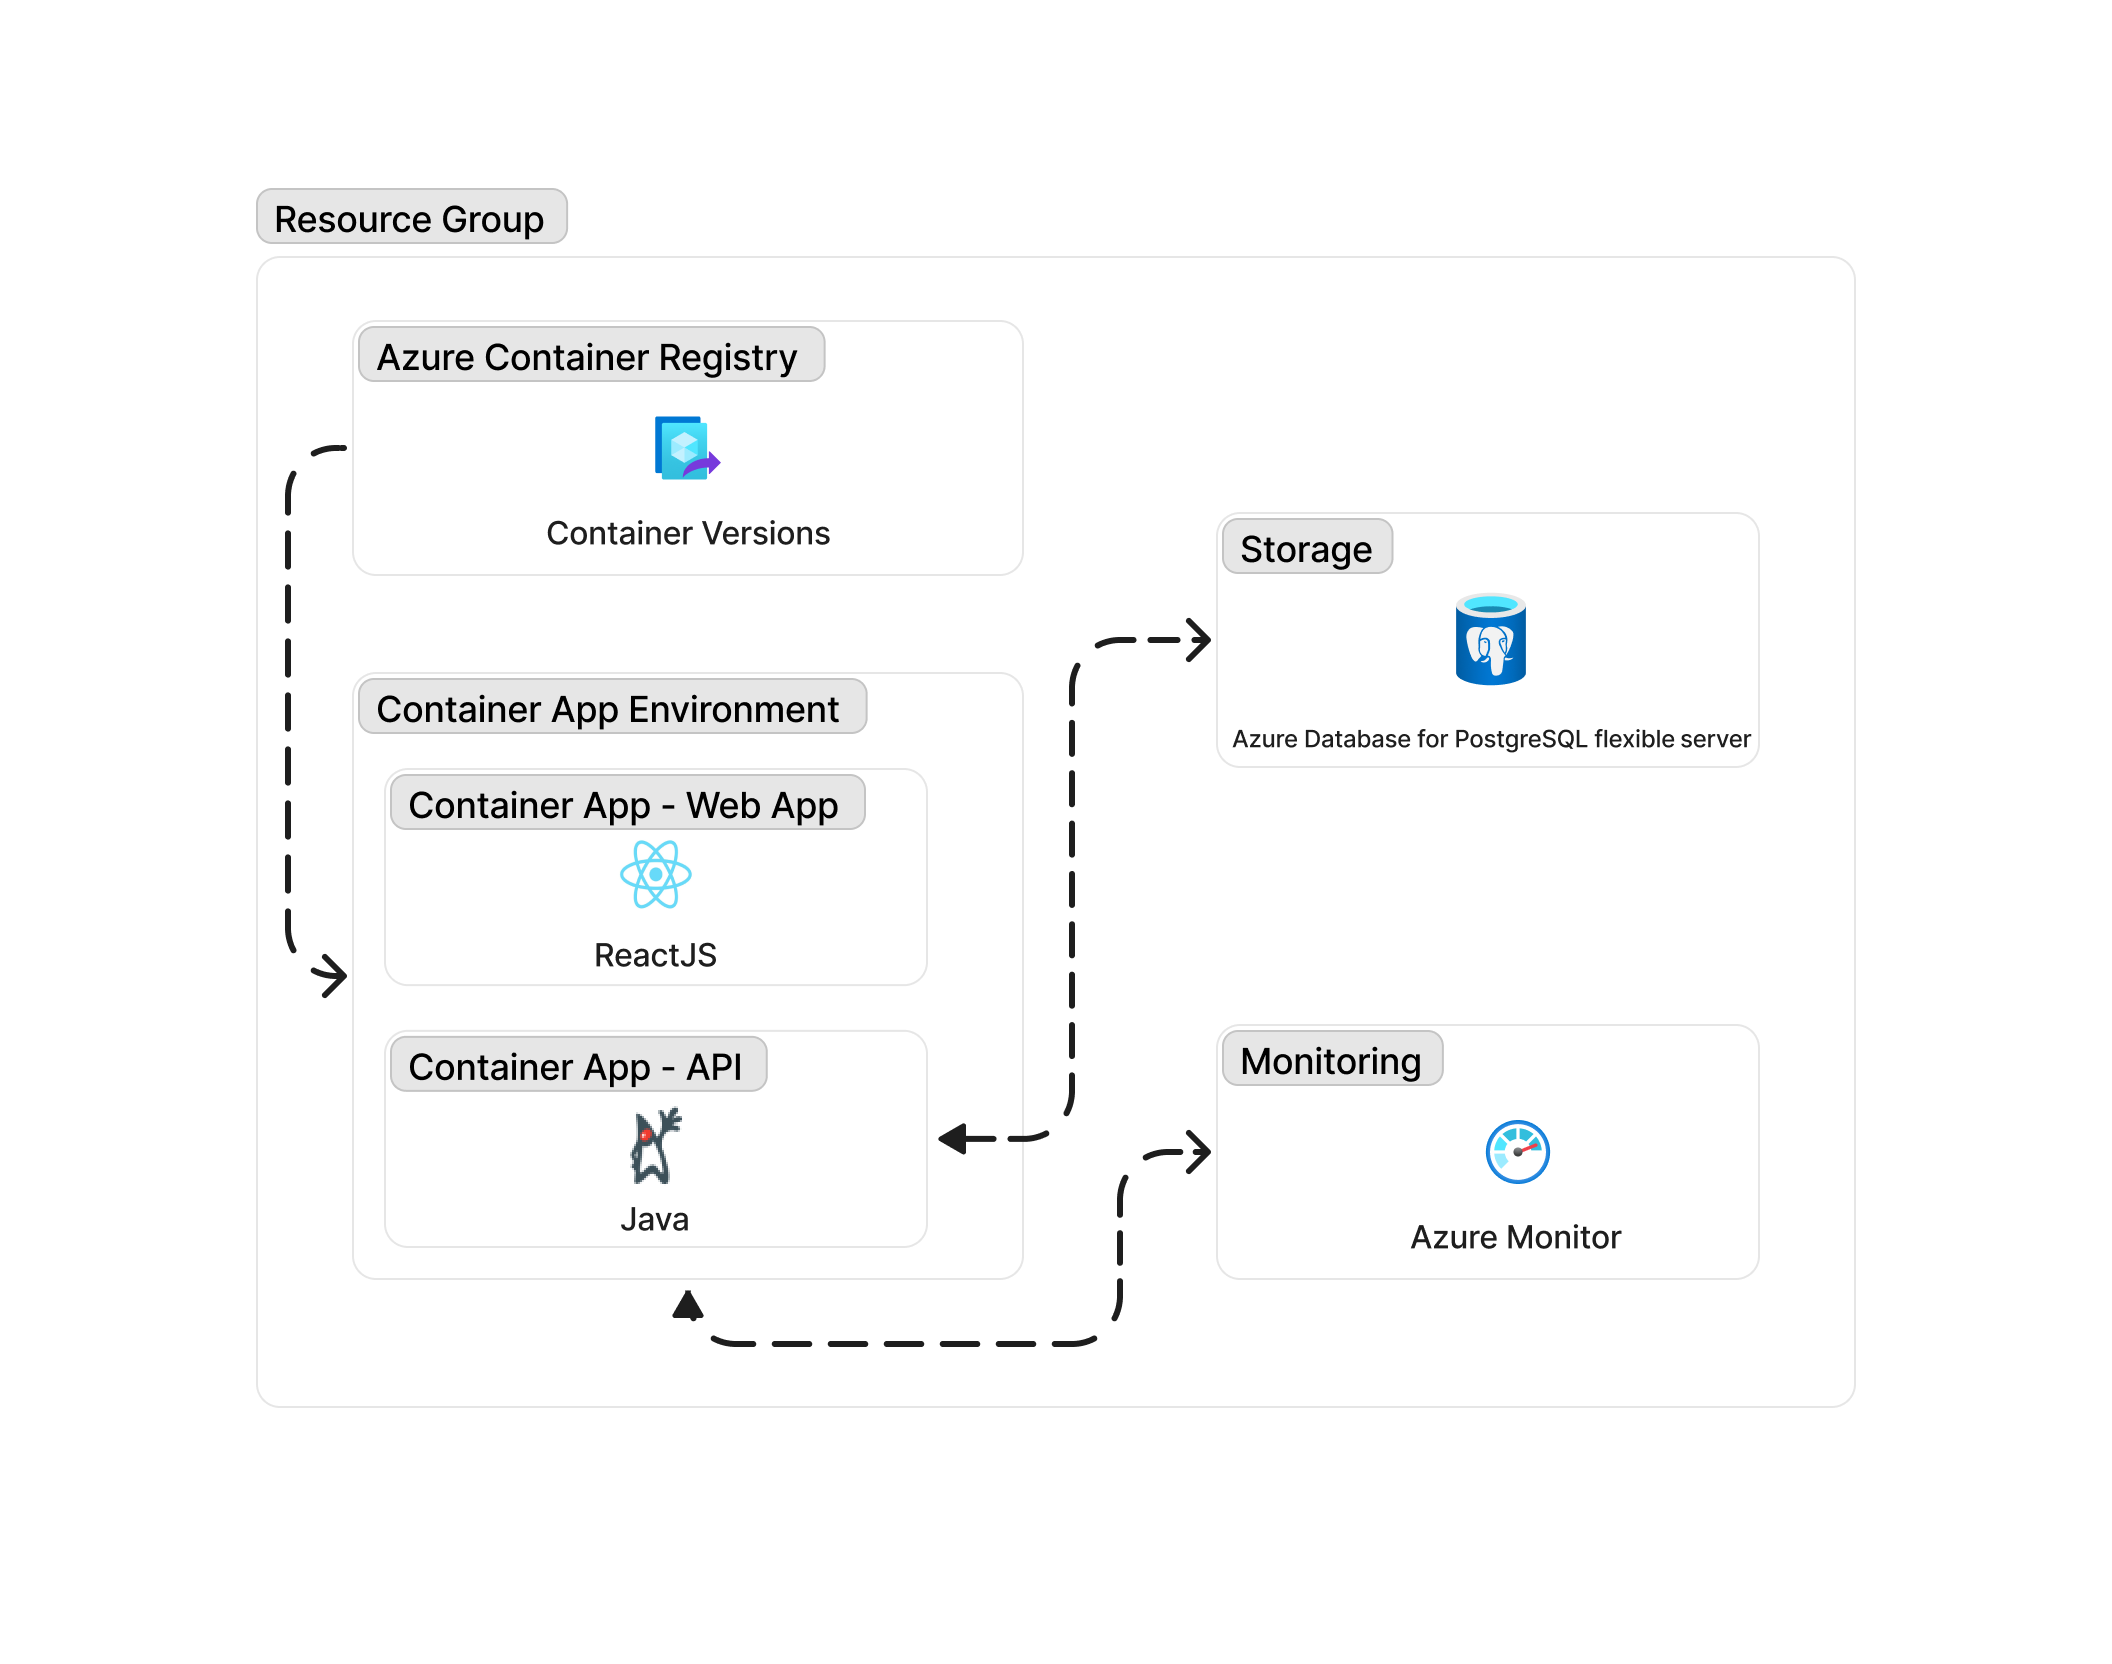 Resource Group
Azure Container Registry
Container Versions
Container App Environment
Container App - Web App
ReactJS
Container App - API
Java
Storage
Azure Database for PostgreSQL flexible server
Monitoring
Azure Monitor